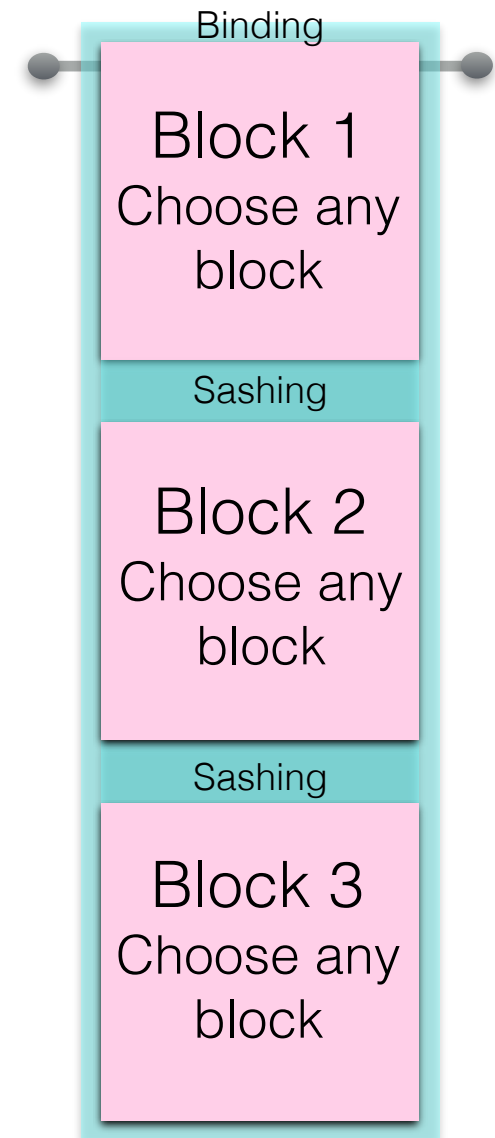 Binding
Block 1
Choose any
block
Sashing
Block 2
Choose any
block
Sashing
Block 3
Choose any
block